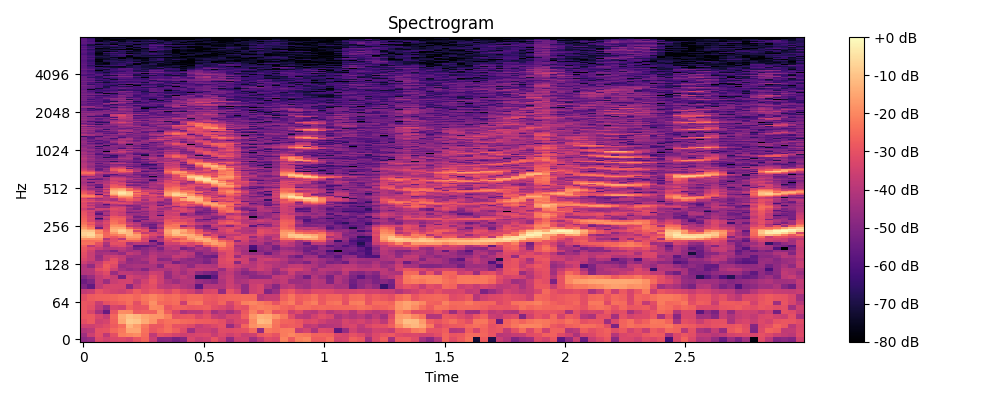 Spectrogram
Hz
4096
2048
1024
512
256
128
64
0
0
0.5
1
1.5
2
2.5
Time
+0 dB
-10 dB
-20 dB
-30 dB
-40 dB
-50 dB
-60 dB
-70 dB
-80 dB